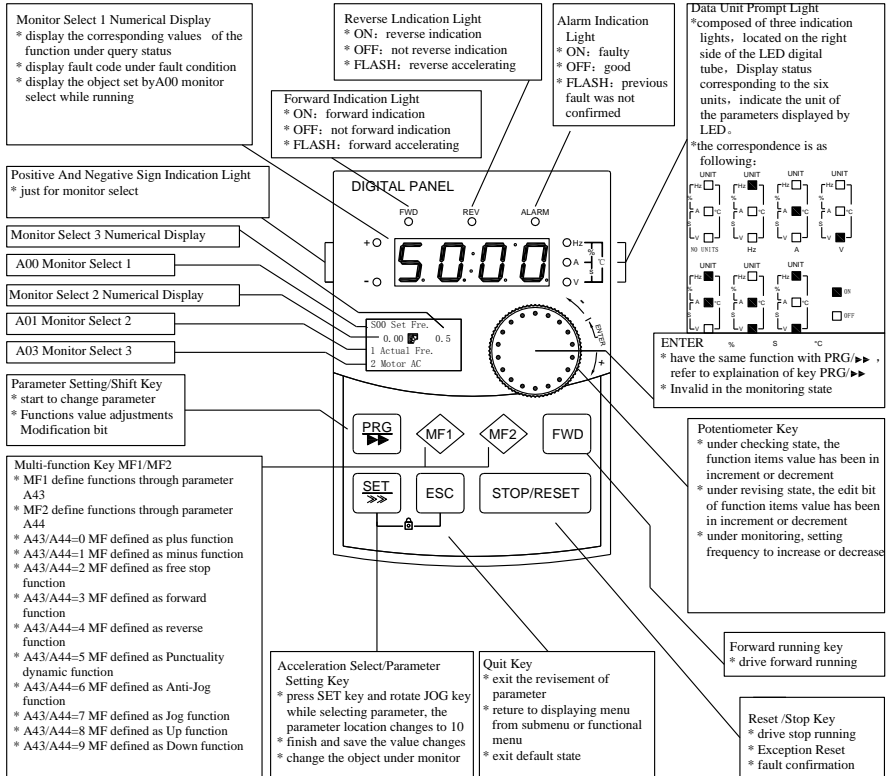 Monitor Select 1 Numerical Display
* display the corresponding values of the
function under query status
* display fault code under fault condition
* display the object set byA00 monitor
select while running
Reverse Lndication Light
* ON：reverse indication
* OFF：not reverse indication
* FLASH：reverse accelerating
Alarm Indication
Light
* ON：faulty
* OFF：good
* FLASH：previous
fault was not
confirmed
Data Unit Prompt Light
*composed of three indication
lights，located on the right
side of the LED digital
tube，Display status
corresponding to the six
units，indicate the unit of
the parameters displayed by
LED。
*the correspondence is as
following：
UNIT UNIT UNIT UNIT
Hz Hz Hz Hz
% % % %
A °C A °C A °C A °C
S S S S
V V V V
NO UNITS Hz A V
UNIT UNIT UNIT
Hz Hz Hz
% % %
A °C A °C A °C
S S S
V V V
ON
OFF
% S °C
Forward Indication Light
* ON：forward indication
* OFF：not forward indication
* FLASH：forward accelerating
Positive And Negative Sign Indication Light
* just for monitor select
Monitor Select 3 Numerical Display
A00 Monitor Select 1
Monitor Select 2 Numerical Display
A01 Monitor Select 2
A03 Monitor Select 3
DIGITAL PANEL
FWD REV ALARM
+
-
50.00
Hz
A
V
%
°C
s
S00 Set Fre.
0.00 0.5
1 Actual Fre.
2 Motor AC
- ENTER +
ENTER
* have the same function with PRG/▶▶ ，
refer to explaination of key PRG/▶▶
* Invalid in the monitoring state
Parameter Setting/Shift Key
* start to change parameter
* Functions value adjustments
Modification bit
PRG
▶▶
MF1
MF2
FWD
SET
≫
ESC
STOP/RESET
Potentiometer Key
* under checking state, the
function items value has been in
increment or decrement
* under revising state, the edit bit
of function items value has been
in increment or decrement
* under monitoring, setting
frequency to increase or decrease
Multi-function Key MF1/MF2
* MF1 define functions through parameter
A43
* MF2 define functions through parameter
A44
* A43/A44=0 MF defined as plus function
* A43/A44=1 MF defined as minus function
* A43/A44=2 MF defined as free stop
function
* A43/A44=3 MF defined as forward
function
* A43/A44=4 MF defined as reverse
function
* A43/A44=5 MF defined as Punctuality
dynamic function
* A43/A44=6 MF defined as Anti-Jog
function
* A43/A44=7 MF defined as Jog function
* A43/A44=8 MF defined as Up function
* A43/A44=9 MF defined as Down function
Acceleration Select/Parameter
Setting Key
* press SET key and rotate JOG key
while selecting parameter, the
parameter location changes to 10
* finish and save the value changes
* change the object under monitor
Quit Key
* exit the revisement of
parameter
* reture to displaying menu
from submenu or functional
menu
* exit default state
Forward running key
* drive forward running
Reset /Stop Key
* drive stop running
* Exception Reset
* fault confirmation